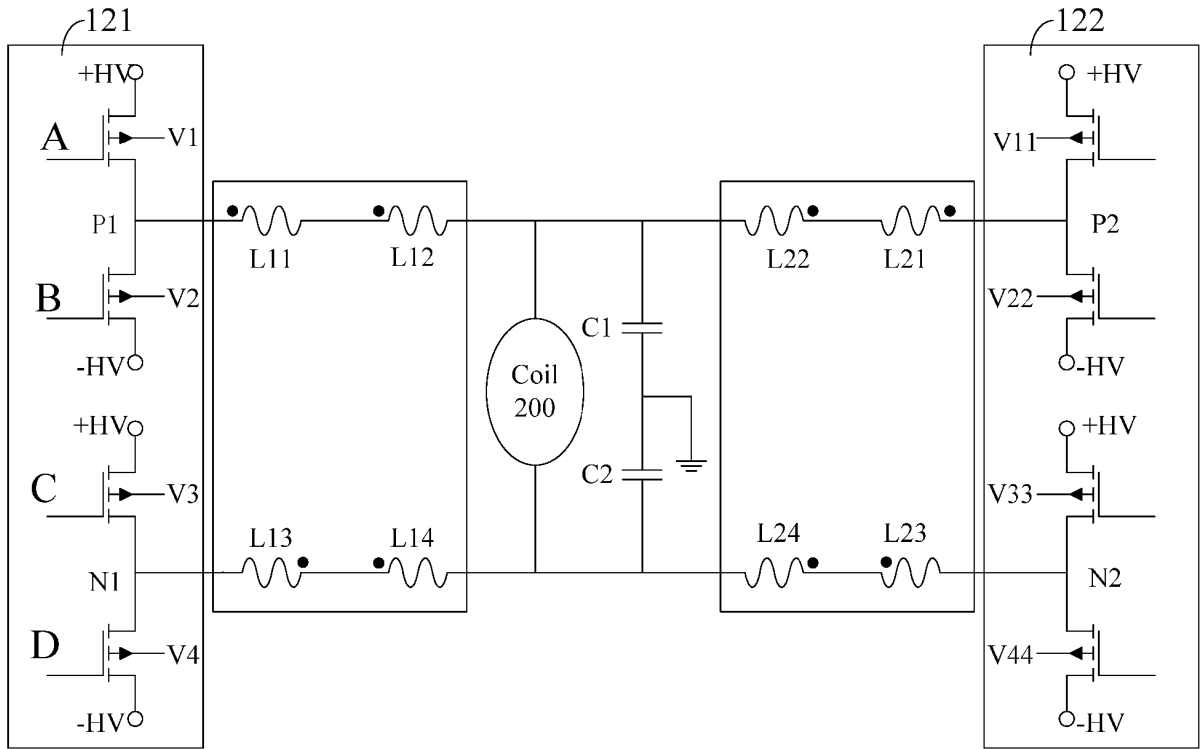 121
+HV
A
V1
P1
B
V2
-HV
+HV
C
V3
N1
D
V4
-HV
L11
L12
L13
L14
Coil
200
C1
C2
L22
L21
L24
L23
122
+HV
V11
P2
V22
-HV
+HV
V33
N2
V44
-HV